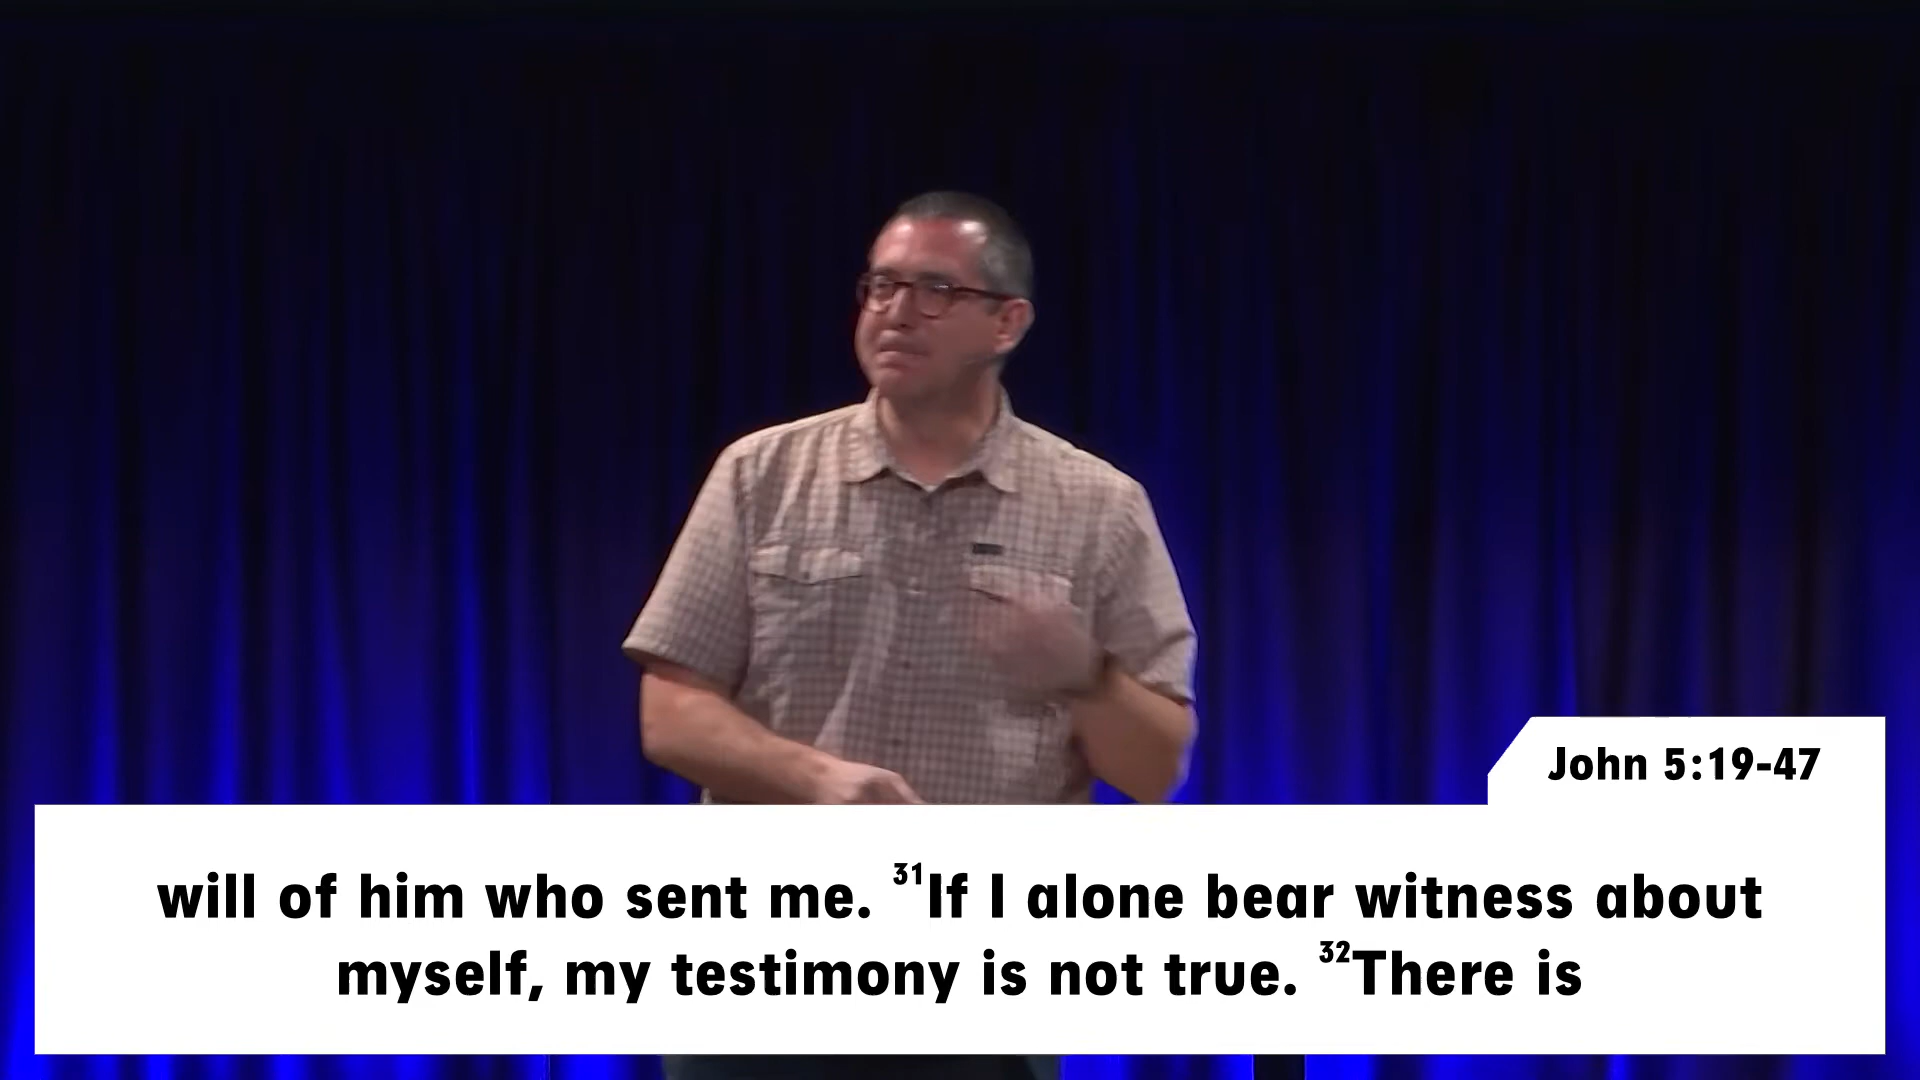 John 5:19-47
will of him who sent me. ³¹If I alone bear witness about
myself, my testimony is not true. ³²There is